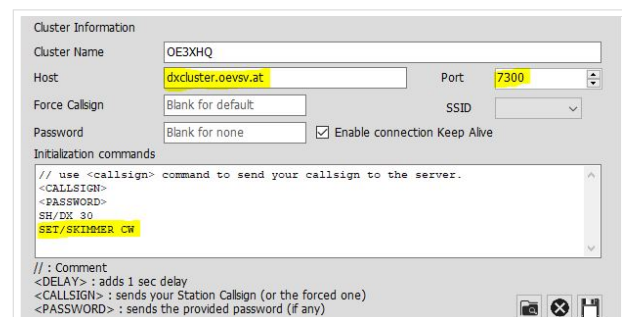 Cluster Information
Cluster Name OE3XHQ
Host dxcluster.oevsv.at Port 7300
Force Callsign Blank for default SSID
Password Blank for none Enable connection Keep Alive
Initialization commands
// use <callsign> command to send your callsign to the server.
<CALLSIGN>
<PASSWORD>
SH/DX 30
SET/SKIMMER CW
// : Comment
<DELAY> : adds 1 sec delay
<CALLSIGN> : sends your Station Callsign (or the forced one)
<PASSWORD> : sends the provided password (if any)